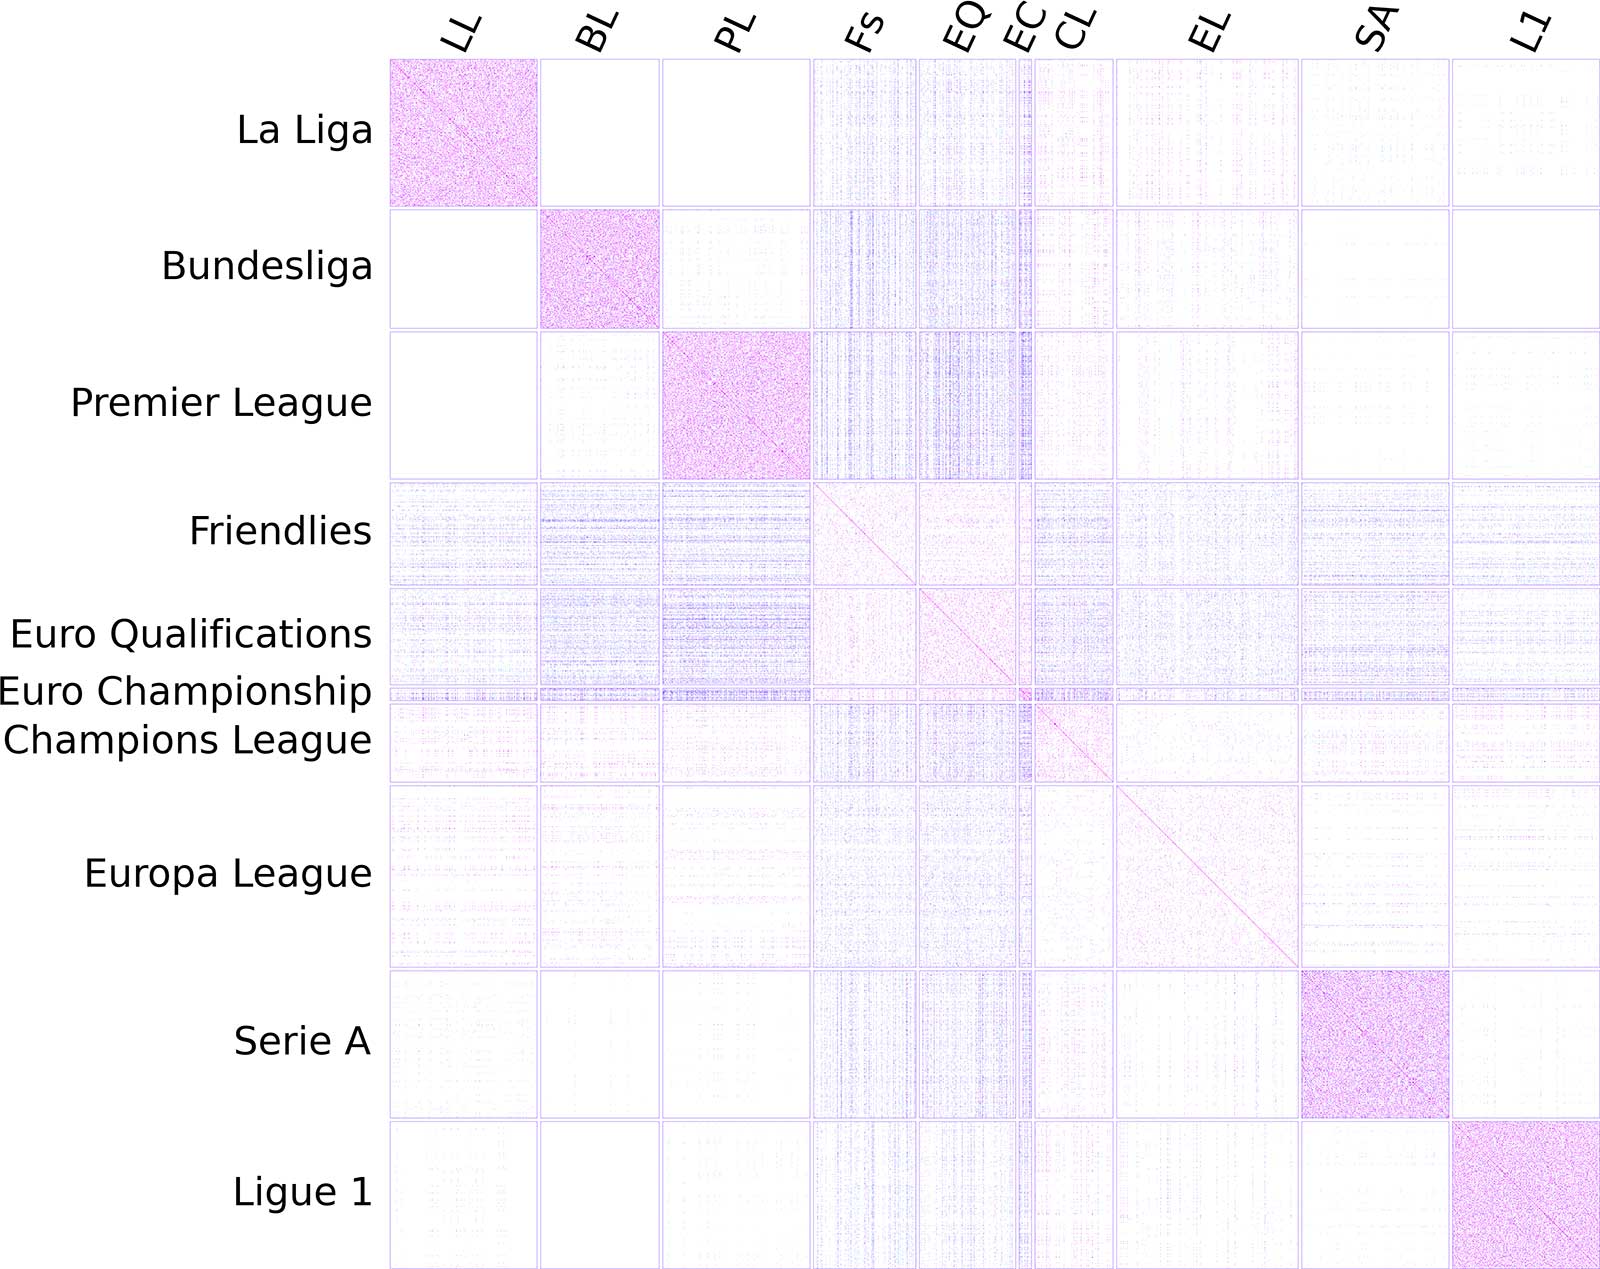 LL BL PL Fs EQ EC CL EL SA L1
La Liga
Bundesliga
Premier League
Friendlies
Euro Qualifications
Euro Championship
Champions League
Europa League
Serie A
Ligue 1